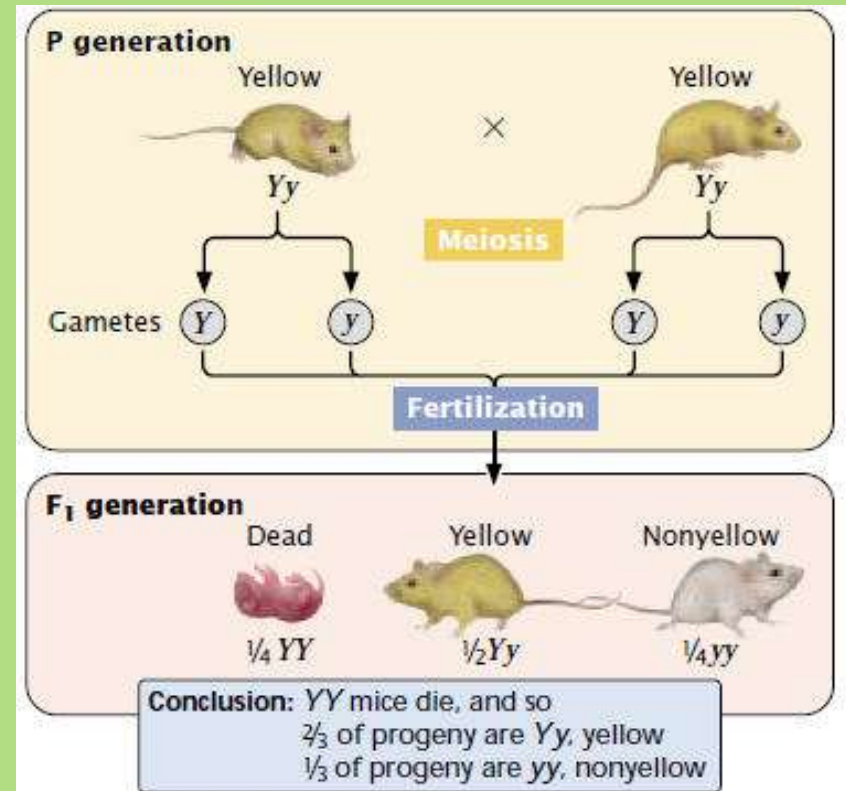 P generation
Yellow Yellow
×
Yy Yy
Meiosis
Gametes Y y Y y
Fertilization
F₁ generation
Dead Yellow Nonyellow
¼ YY ½Yy ¼yy
Conclusion: YY mice die, and so
⅔ of progeny are Yy, yellow
⅓ of progeny are yy, nonyellow